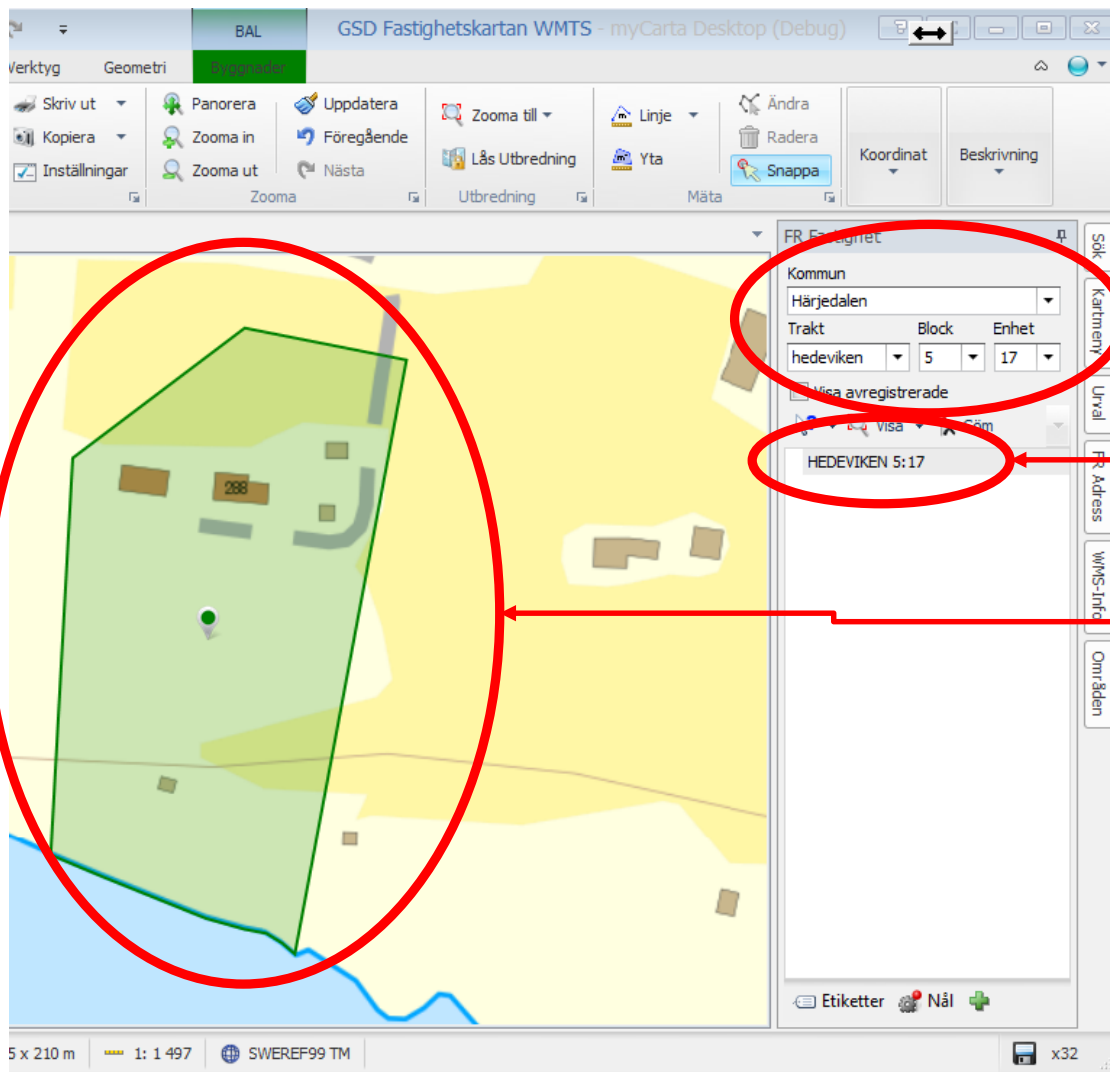 BAL GSD Fastighetskartan WMTS - myCarta Desktop (Debug)
Verktyg Geometri Byggnader
Skriv ut Panorera Uppdatera Zooma till Linje Ändra
Kopiera Zooma in Föregående Radera
Inställningar Zooma ut Nästa Lås Utbredning Yta Snappa Koordinat Beskrivning
Zooma Utbredning Mäta
FR Fastighet
Kommun
Härjedalen
Trakt Block Enhet
hedeviken 5 17
Visa avregistrerade
Visa Göm
HEDEVIKEN 5:17
288
Sök
Kartmeny
Urval
FR Adress
WMS-Info
Områden
Etiketter Nål
5 x 210 m 1: 1 497 SWEREF99 TM x32